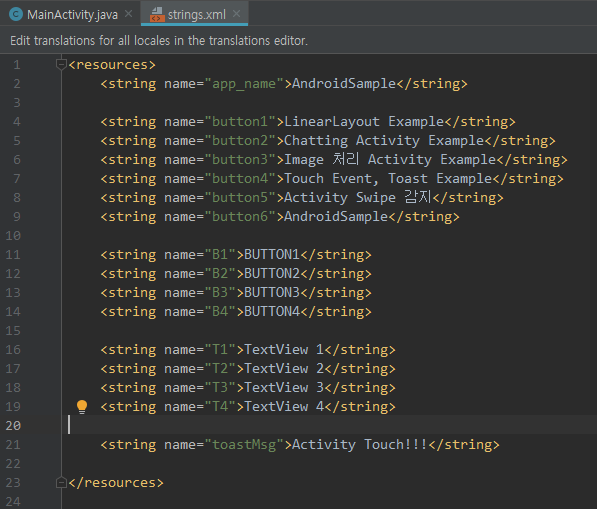 MainActivity.java strings.xml
Edit translations for all locales in the translations editor.
1 <resources>
2 <string name="app_name">AndroidSample</string>
3
4 <string name="button1">LinearLayout Example</string>
5 <string name="button2">Chatting Activity Example</string>
6 <string name="button3">Image 처리 Activity Example</string>
7 <string name="button4">Touch Event, Toast Example</string>
8 <string name="button5">Activity Swipe 감지</string>
9 <string name="button6">AndroidSample</string>
10
11 <string name="B1">BUTTON1</string>
12 <string name="B2">BUTTON2</string>
13 <string name="B3">BUTTON3</string>
14 <string name="B4">BUTTON4</string>
15
16 <string name="T1">TextView 1</string>
17 <string name="T2">TextView 2</string>
18 <string name="T3">TextView 3</string>
19 <string name="T4">TextView 4</string>
20
21 <string name="toastMsg">Activity Touch!!!</string>
22
23 </resources>
24